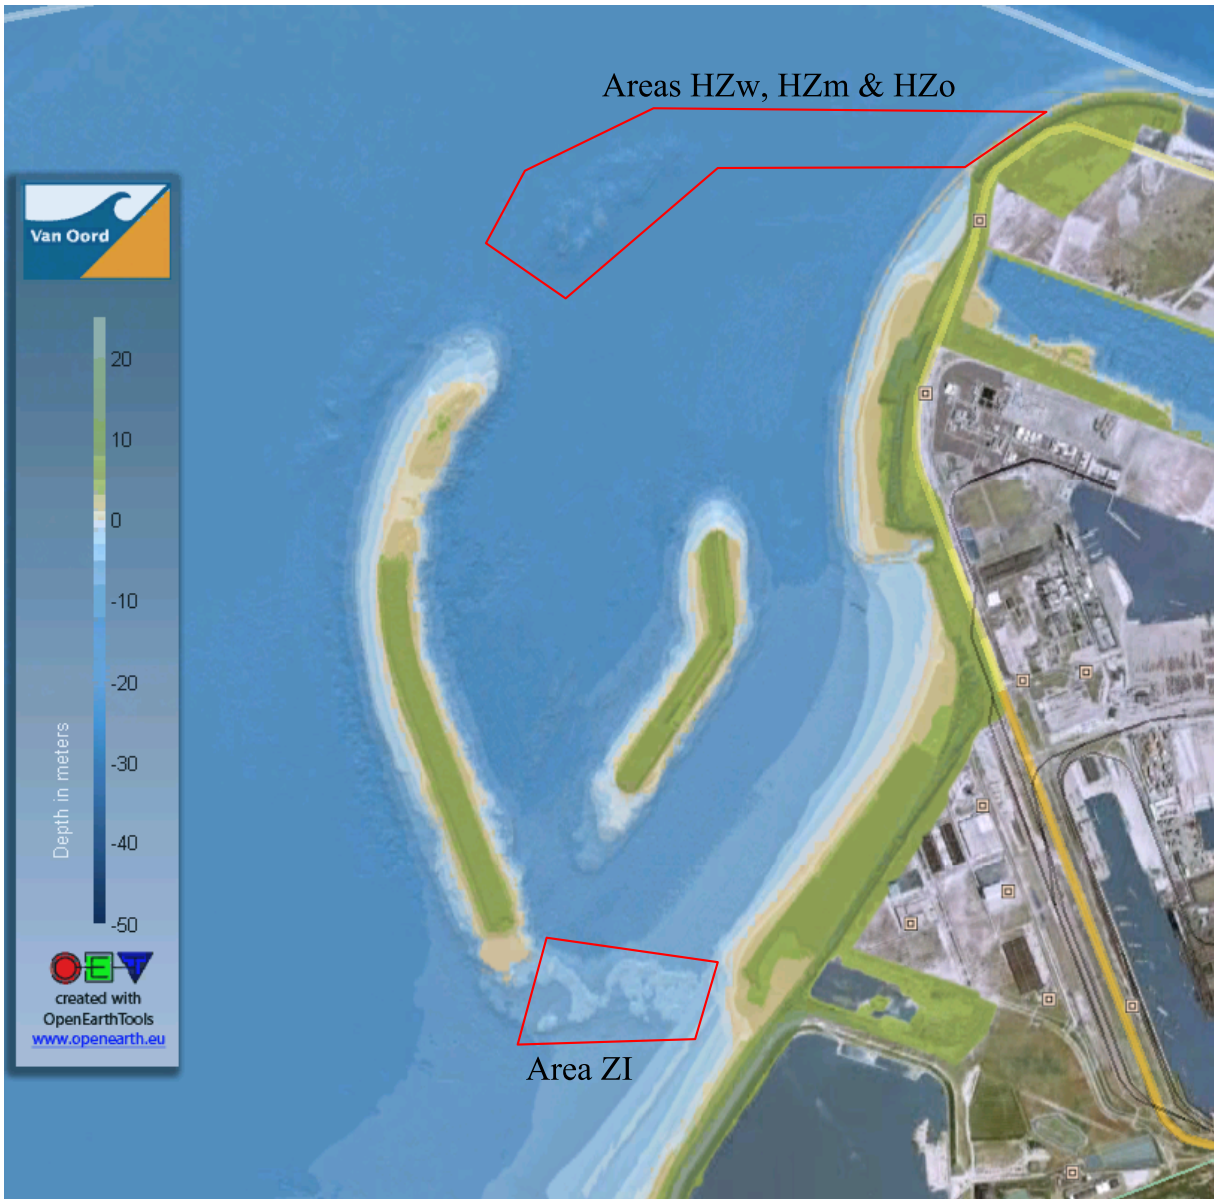 Areas HZw, HZm & HZo
Van Oord
20
10
0
-10
-20
-30
-40
-50
Depth in meters
E
T
created with
OpenEarthTools
www.openearth.eu
Area ZI